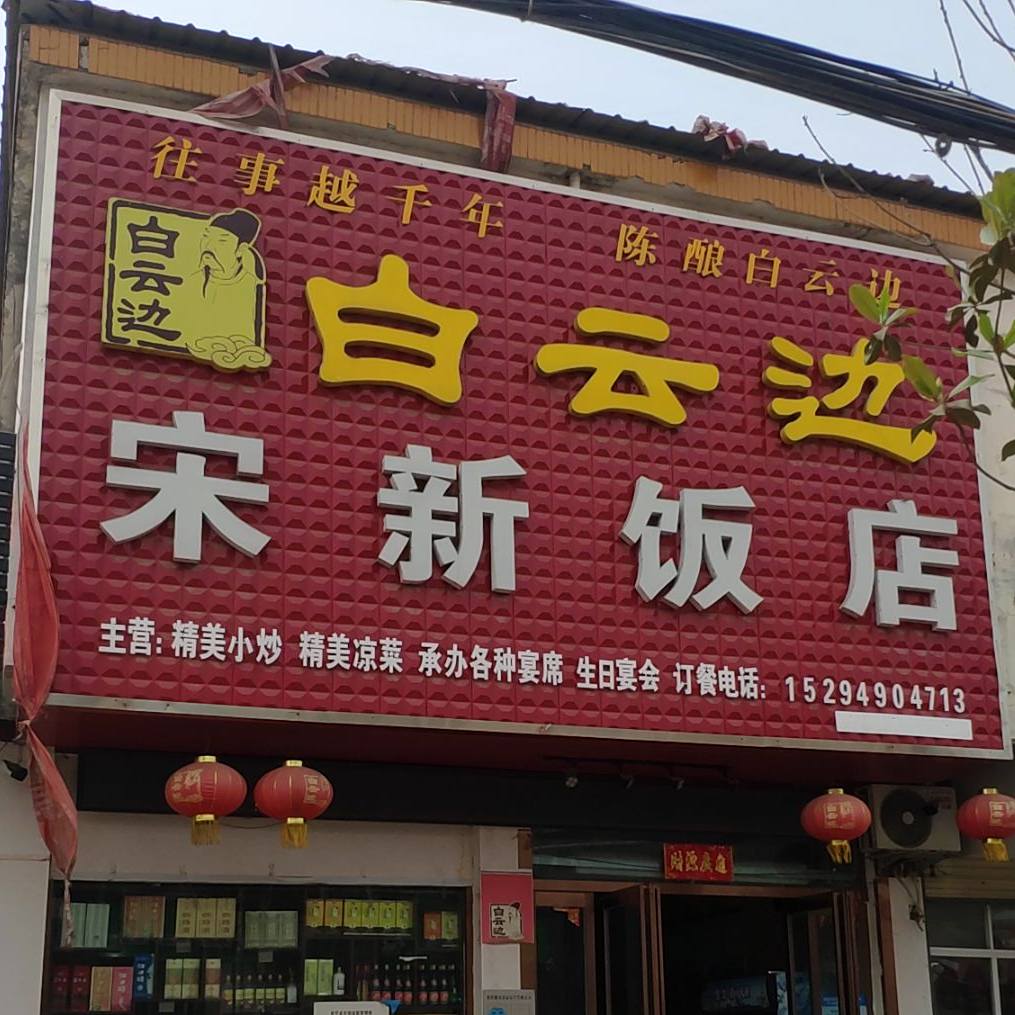 往事越千年 陈酿白云边
白云边
白云边
宋新饭店
主营: 精美小炒 精美凉菜 承办各种宴席 生日宴会 订餐电话: 15294904713
财源广进
白云边